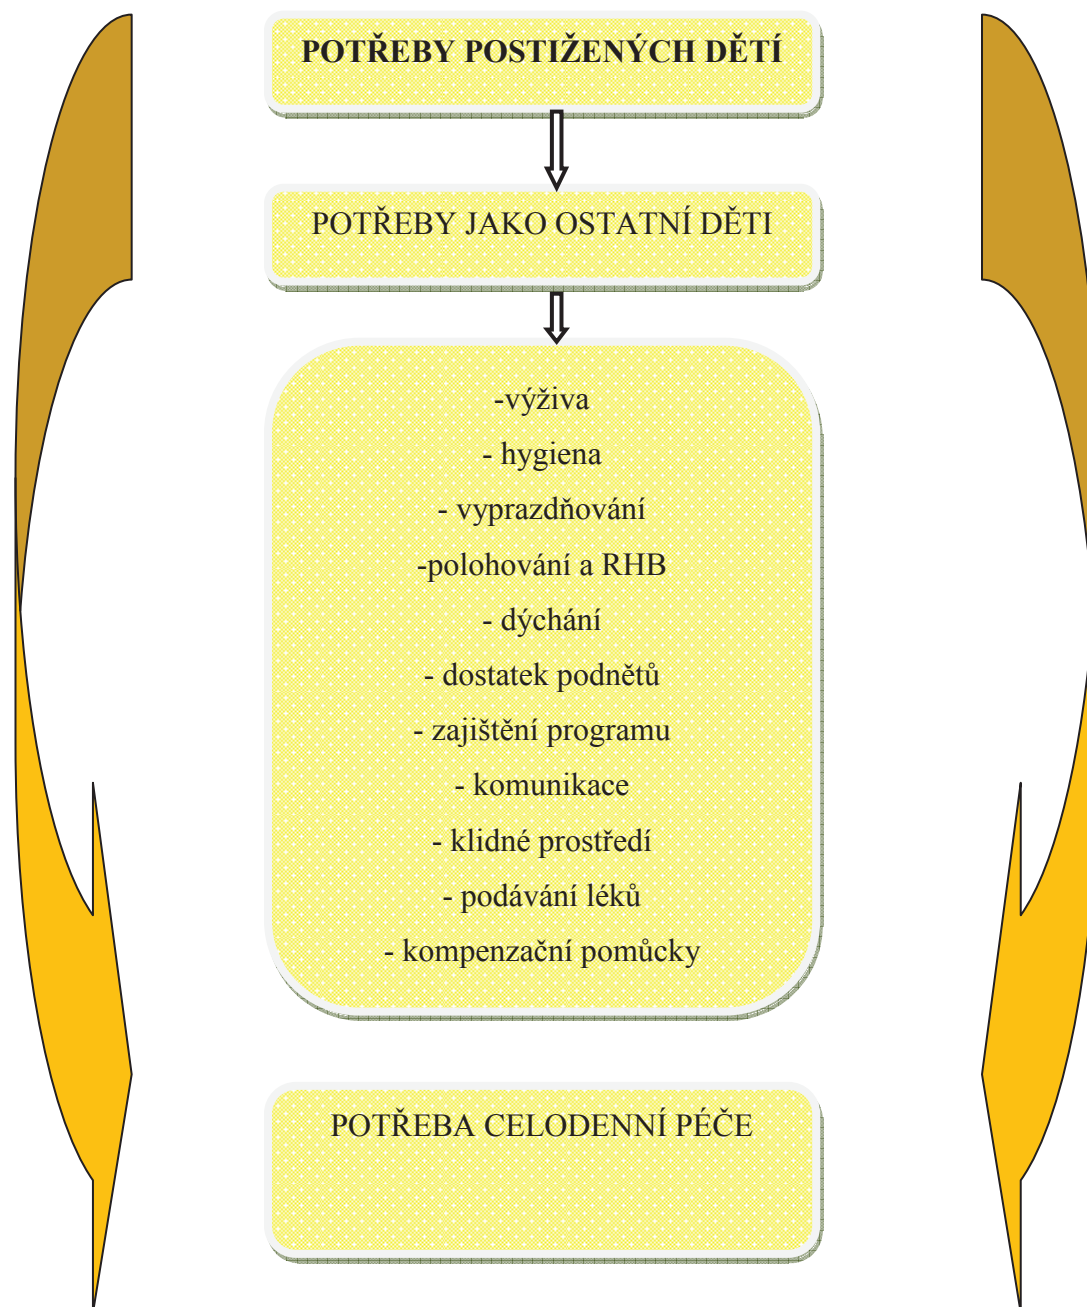 POTŘEBY POSTIŽENÝCH DĚTÍ
POTŘEBY JAKO OSTATNÍ DĚTI
-výživa
- hygiena
- vyprazdňování
-polohování a RHB
- dýchání
- dostatek podnětů
- zajištění programu
- komunikace
- klidné prostředí
- podávání léků
- kompenzační pomůcky
POTŘEBA CELODENNÍ PÉČE